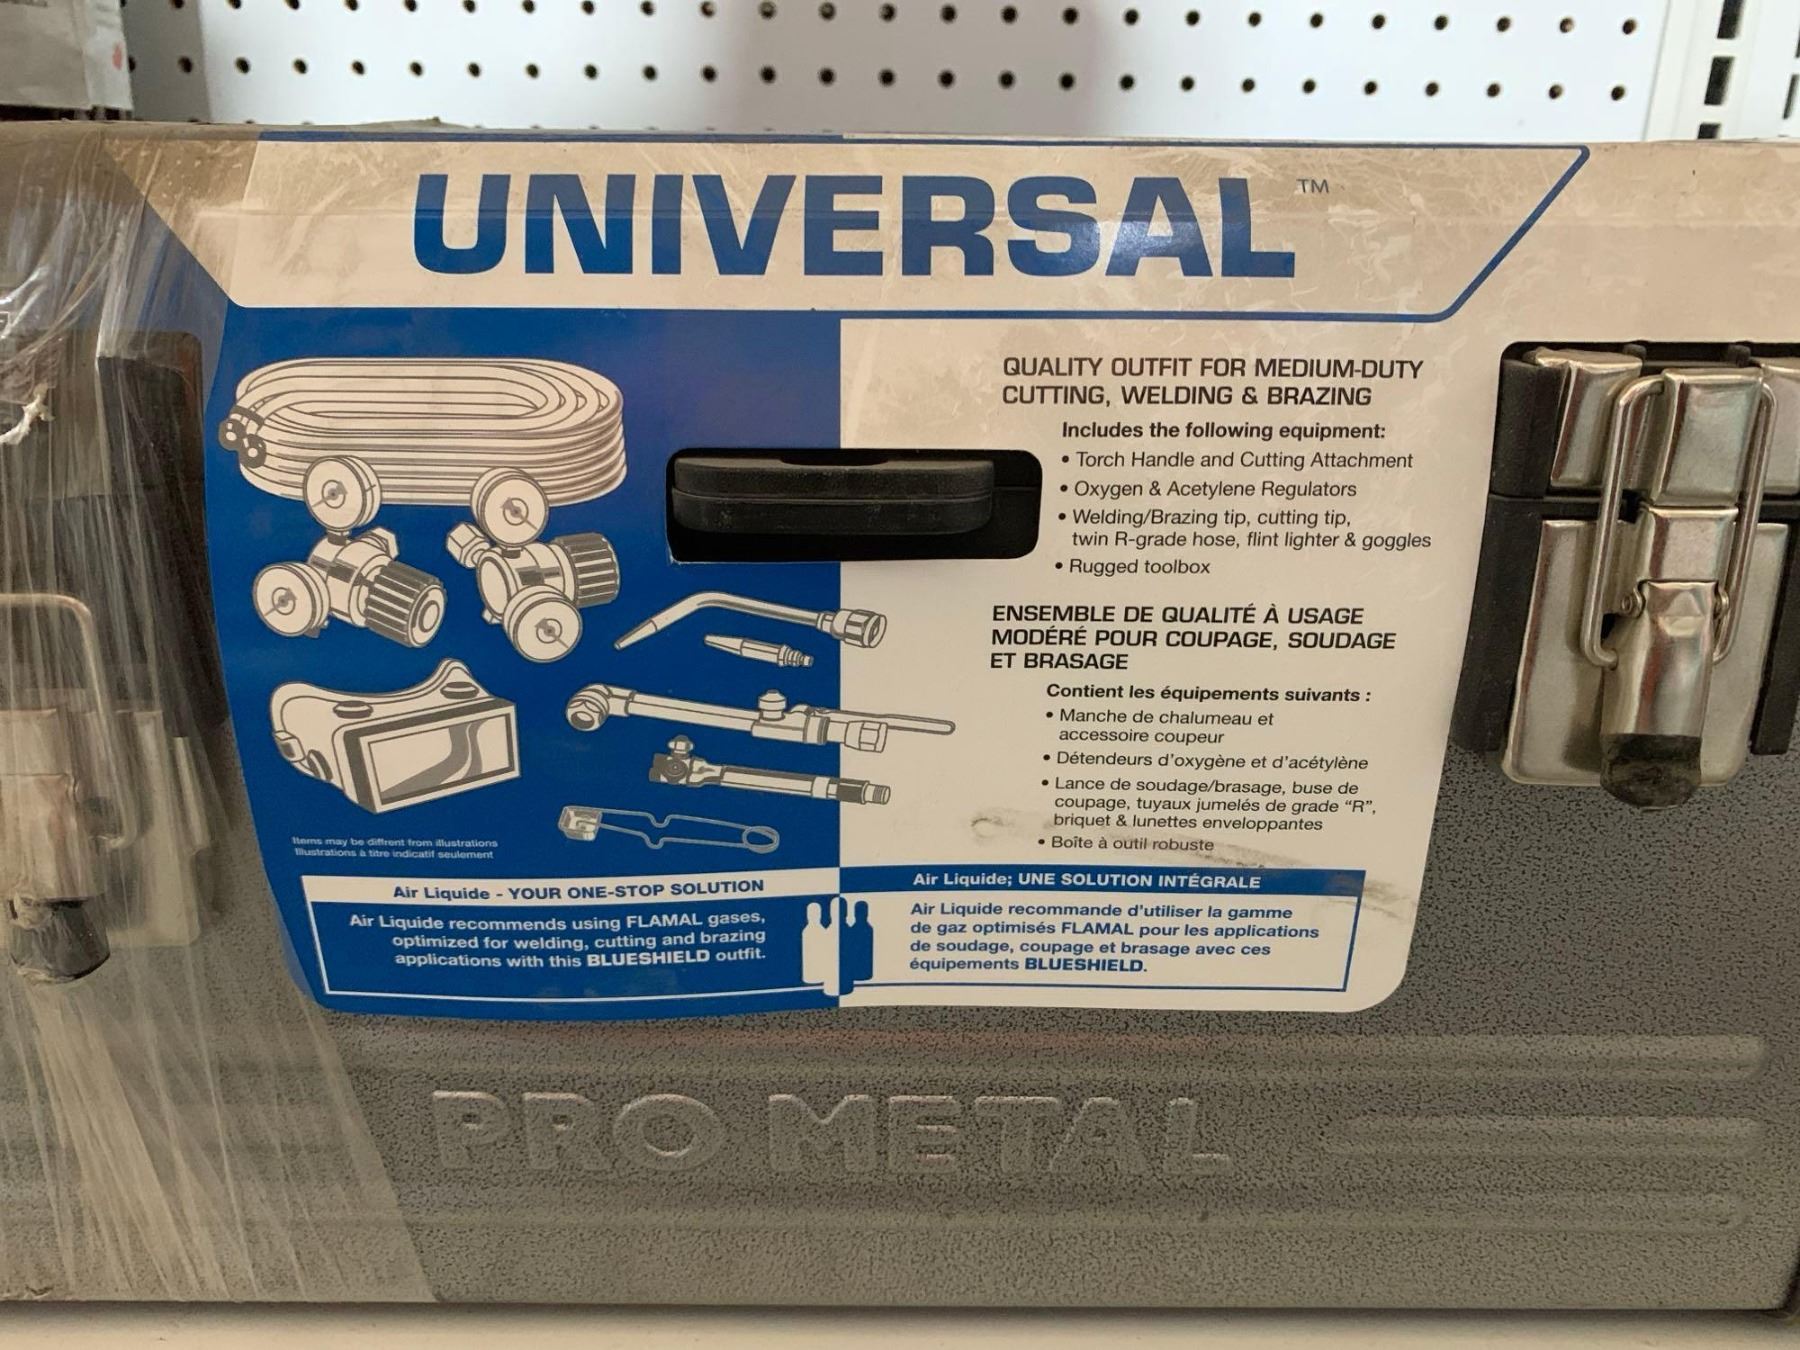 UNIVERSAL™
QUALITY OUTFIT FOR MEDIUM-DUTY
CUTTING, WELDING & BRAZING
Includes the following equipment:
• Torch Handle and Cutting Attachment
• Oxygen & Acetylene Regulators
• Welding/Brazing tip, cutting tip,
twin R-grade hose, flint lighter & goggles
• Rugged toolbox
ENSEMBLE DE QUALITÉ À USAGE
MODÉRÉ POUR COUPAGE, SOUDAGE
ET BRASAGE
Contient les équipements suivants :
• Manche de chalumeau et
accessoire coupeur
• Détendeurs d'oxygène et d'acétylène
• Lance de soudage/brasage, buse de
coupage, tuyaux jumelés de grade “R”,
briquet & lunettes enveloppantes
• Boîte à outil robuste
Items may be diffrent from illustrations
Illustrations à titre indicatif seulement
Air Liquide - YOUR ONE-STOP SOLUTION
Air Liquide recommends using FLAMAL gases,
optimized for welding, cutting and brazing
applications with this BLUESHIELD outfit.
Air Liquide; UNE SOLUTION INTÉGRALE
Air Liquide recommande d'utiliser la gamme
de gaz optimisés FLAMAL pour les applications
de soudage, coupage et brasage avec ces
équipements BLUESHIELD.
PRO METAL